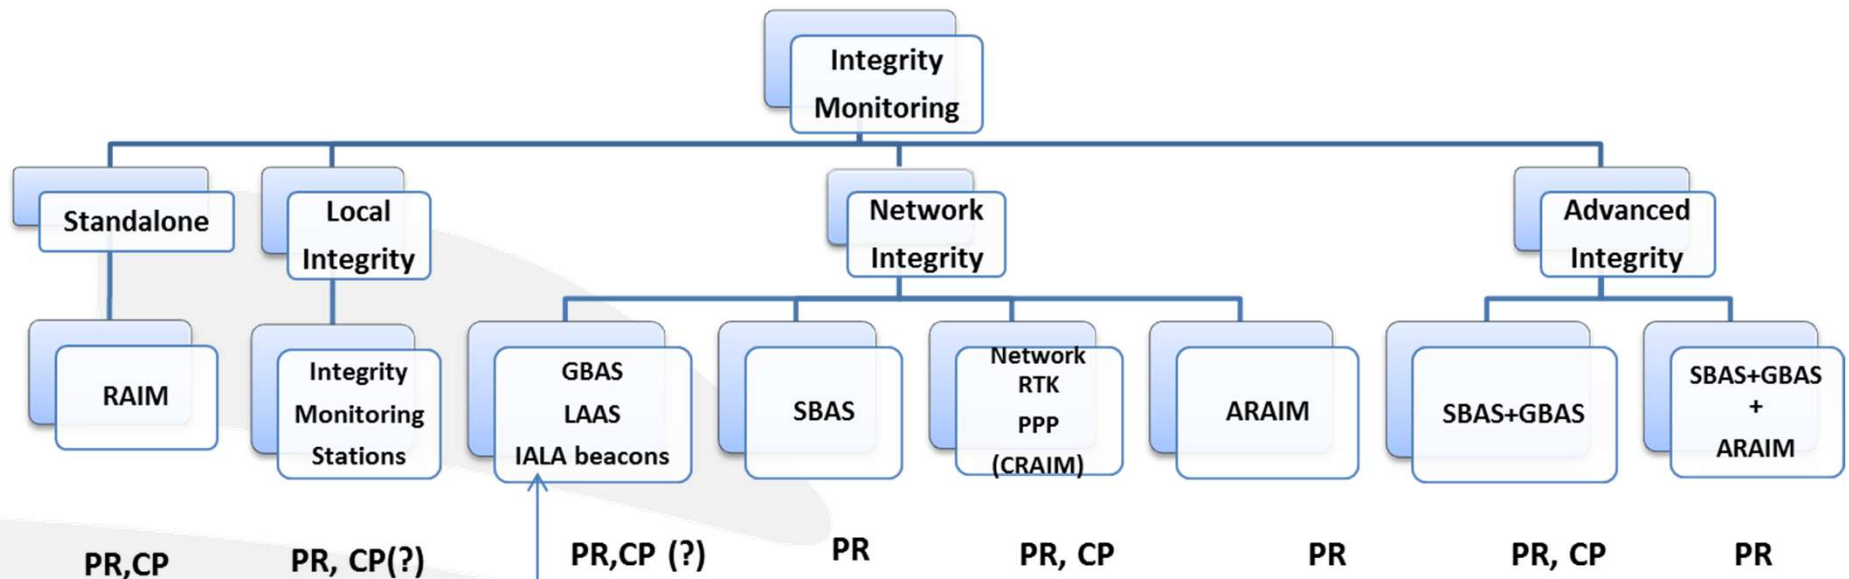 Integrity
Monitoring
Standalone
Local
Integrity
Network
Integrity
Advanced
Integrity
RAIM
Integrity
Monitoring
Stations
GBAS
LAAS
IALA beacons
SBAS
Network
RTK
PPP
(CRAIM)
ARAIM
SBAS+GBAS
SBAS+GBAS
+
ARAIM
PR,CP
PR, CP(?)
PR,CP (?)
PR
PR, CP
PR
PR, CP
PR